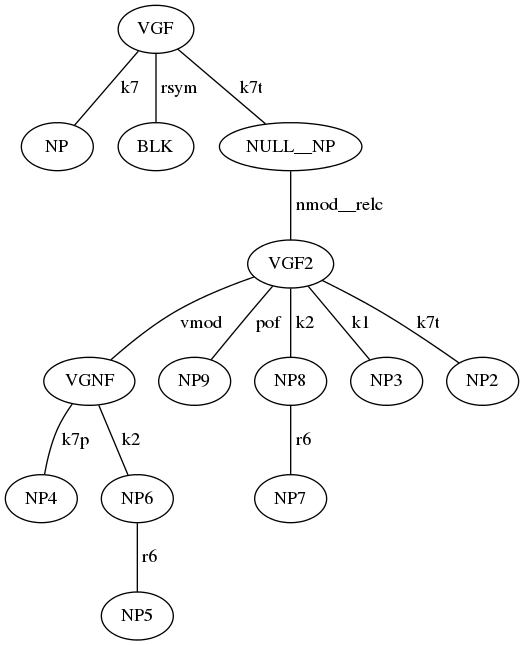 VGF
k7 rsym k7t
NP BLK NULL__NP
nmod__relc
VGF2
vmod pof k2 k1 k7t
VGNF NP9 NP8 NP3 NP2
k7p k2 r6
NP4 NP6 NP7
r6
NP5